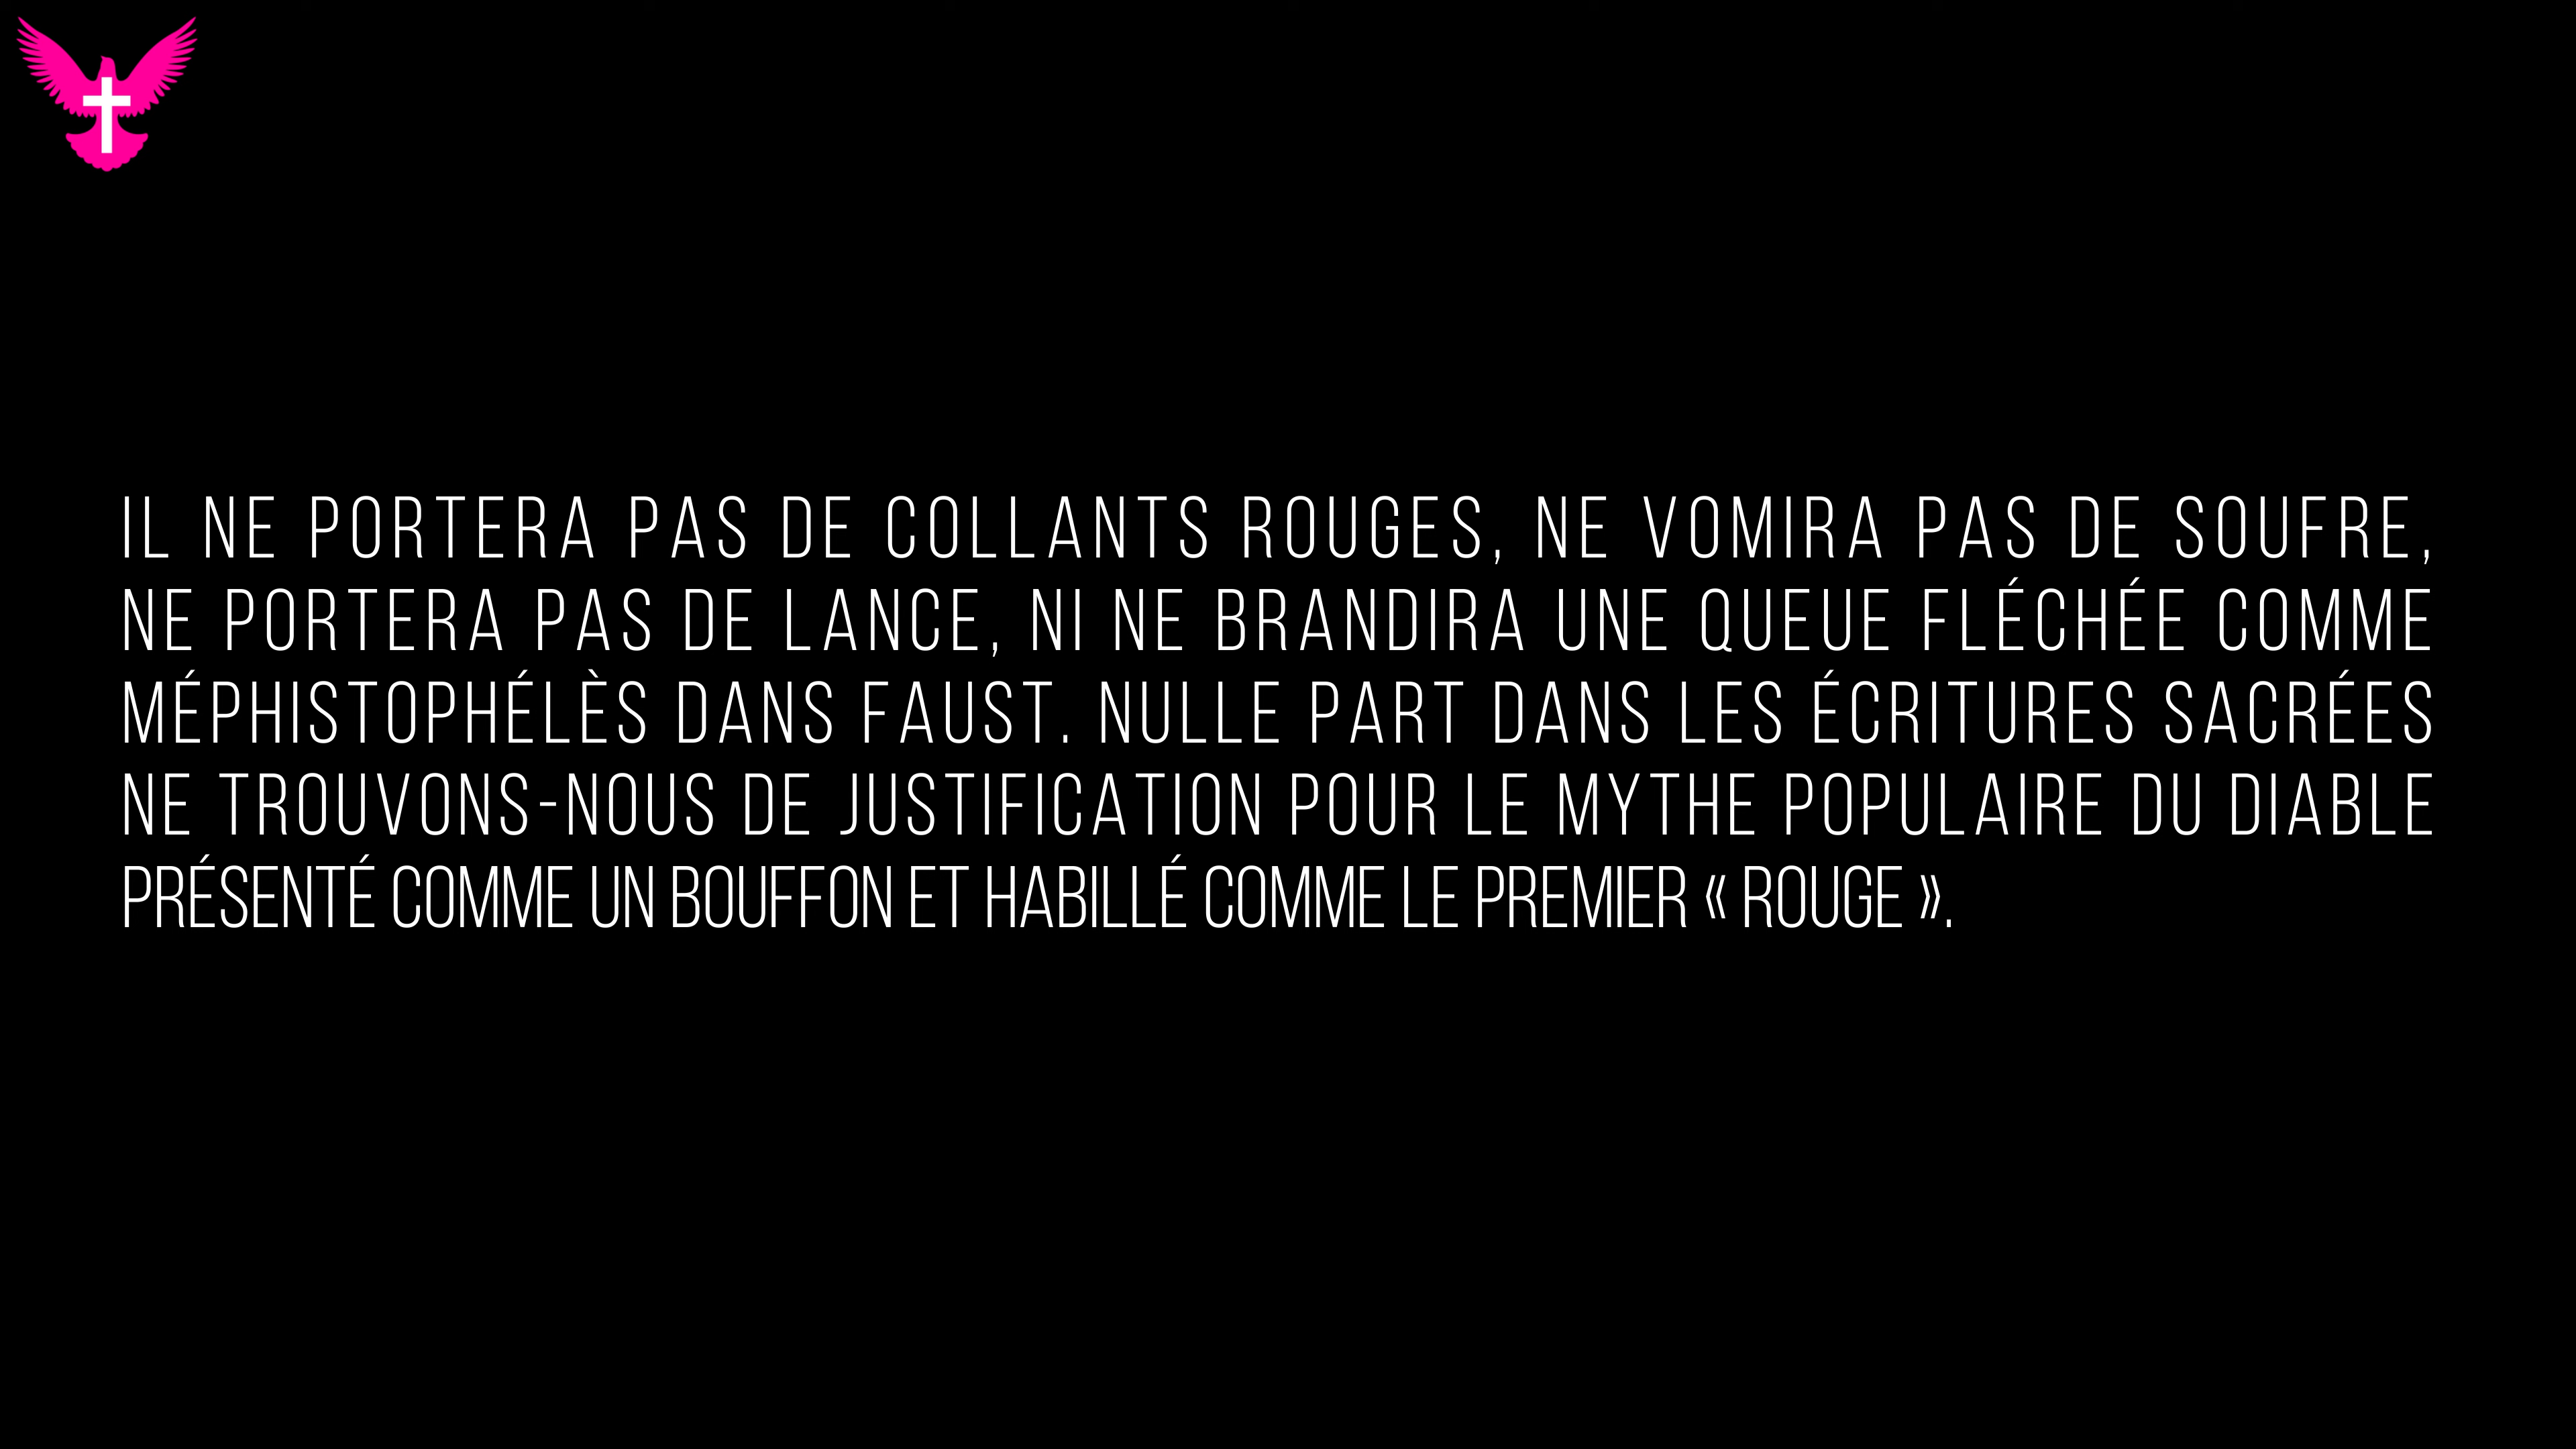 IL NE PORTERA PAS DE COLLANTS ROUGES, NE VOMIRA PAS DE SOUFRE,
NE PORTERA PAS DE LANCE, NI NE BRANDIRA UNE QUEUE FLÉCHÉE COMME
MÉPHISTOPHÉLÈS DANS FAUST. NULLE PART DANS LES ÉCRITURES SACRÉES
NE TROUVONS-NOUS DE JUSTIFICATION POUR LE MYTHE POPULAIRE DU DIABLE
PRÉSENTÉ COMME UN BOUFFON ET HABILLÉ COMME LE PREMIER « ROUGE ».